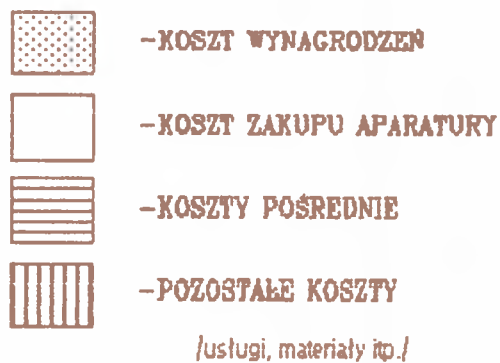 -KOSZT WYNAGRODZEŃ
-KOSZT ZAKUPU APARATURY
-KOSZTY POŚREDNIE
-POZOSTAŁE KOSZTY
/usługi, materiały itp./